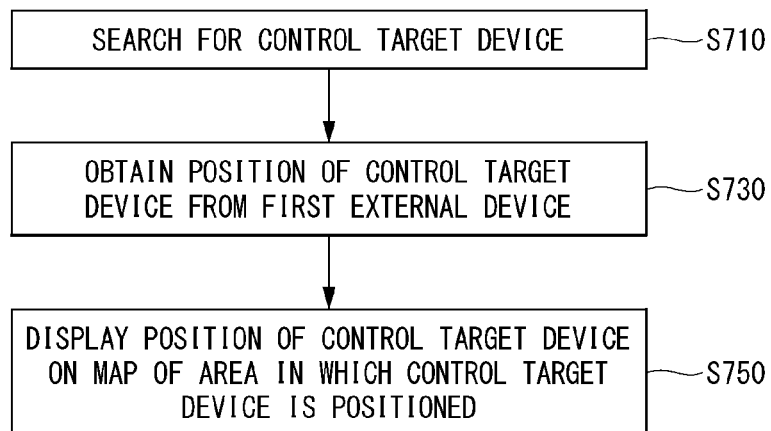 SEARCH FOR CONTROL TARGET DEVICE
S710
OBTAIN POSITION OF CONTROL TARGET
DEVICE FROM FIRST EXTERNAL DEVICE
S730
DISPLAY POSITION OF CONTROL TARGET DEVICE
ON MAP OF AREA IN WHICH CONTROL TARGET
DEVICE IS POSITIONED
S750